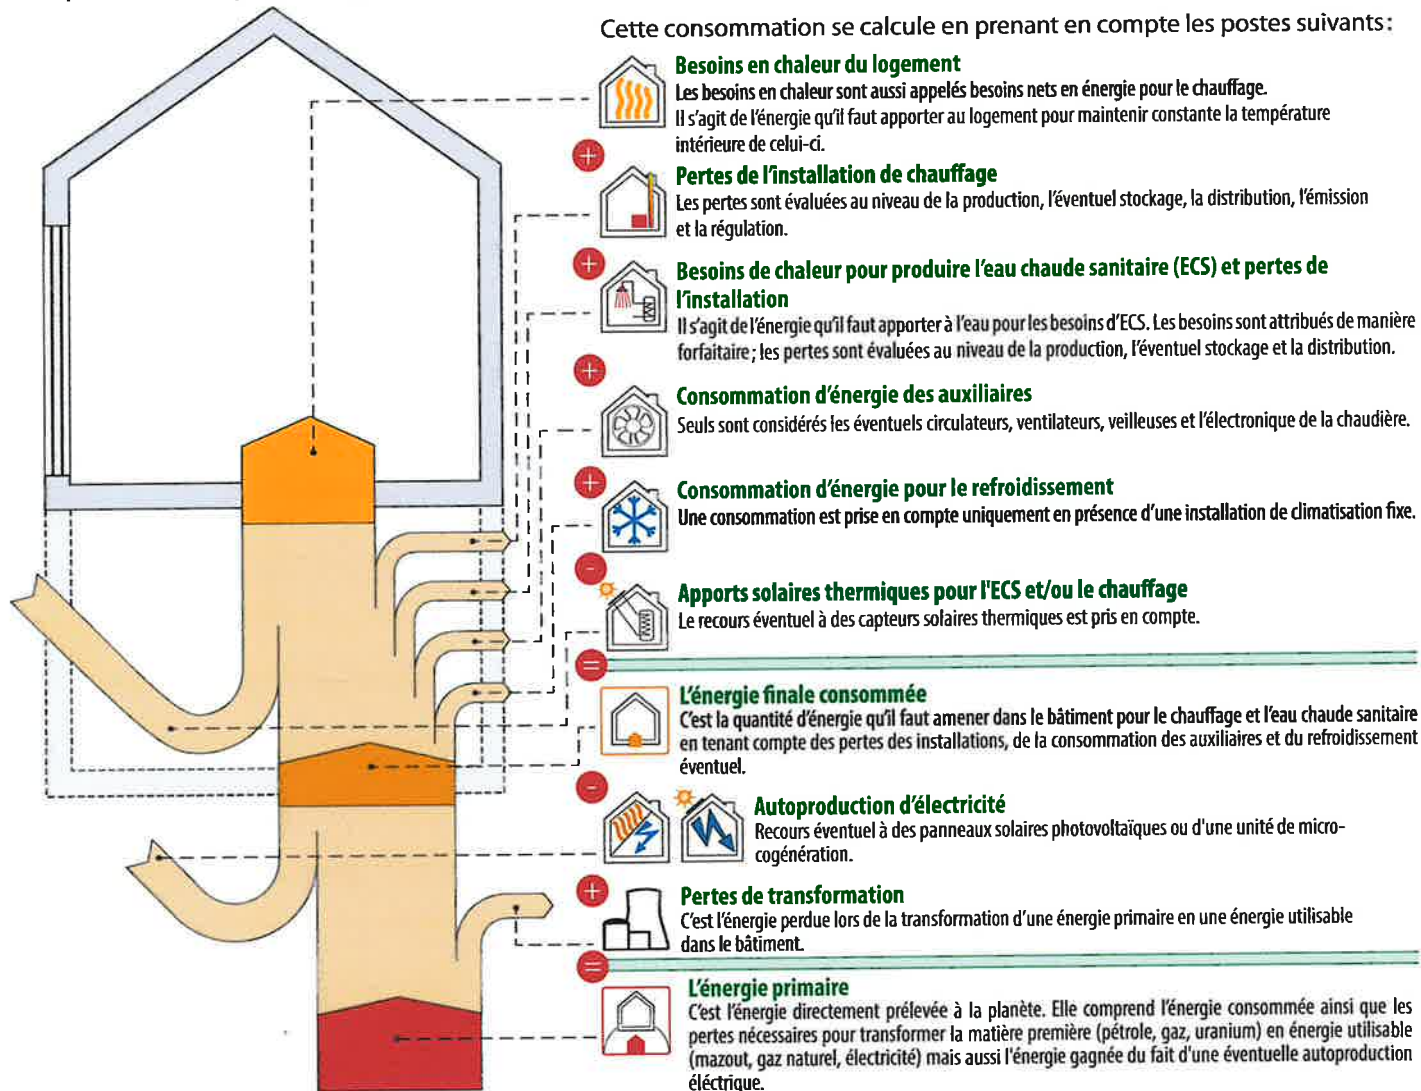 Cette consommation se calcule en prenant en compte les postes suivants:
Besoins en chaleur du logement
Les besoins en chaleur sont aussi appelés besoins nets en énergie pour le chauffage.
Il s'agit de l'énergie qu'il faut apporter au logement pour maintenir constante la température
intérieure de celui-ci.
+
Pertes de l'installation de chauffage
Les pertes sont évaluées au niveau de la production, l'éventuel stockage, la distribution, l'émission
et la régulation.
+
Besoins de chaleur pour produire l'eau chaude sanitaire (ECS) et pertes de
l'installation
Il s'agit de l'énergie qu'il faut apporter à l'eau pour les besoins d'ECS. Les besoins sont attribués de manière
forfaitaire; les pertes sont évaluées au niveau de la production, l'éventuel stockage et la distribution.
+
Consommation d'énergie des auxiliaires
Seuls sont considérés les éventuels circulateurs, ventilateurs, veilleuses et l'électronique de la chaudière.
+
Consommation d'énergie pour le refroidissement
Une consommation est prise en compte uniquement en présence d'une installation de climatisation fixe.
-
Apports solaires thermiques pour l'ECS et/ou le chauffage
Le recours éventuel à des capteurs solaires thermiques est pris en compte.
=
L'énergie finale consommée
C'est la quantité d'énergie qu'il faut amener dans le bâtiment pour le chauffage et l'eau chaude sanitaire
en tenant compte des pertes des installations, de la consommation des auxiliaires et du refroidissement
éventuel.
-
Autoproduction d'électricité
Recours éventuel à des panneaux solaires photovoltaïques ou d'une unité de micro-
cogénération.
+
Pertes de transformation
C'est l'énergie perdue lors de la transformation d'une énergie primaire en une énergie utilisable
dans le bâtiment.
=
L'énergie primaire
C'est l'énergie directement prélevée à la planète. Elle comprend l'énergie consommée ainsi que les
pertes nécessaires pour transformer la matière première (pétrole, gaz, uranium) en énergie utilisable
(mazout, gaz naturel, électricité) mais aussi l'énergie gagnée du fait d'une éventuelle autoproduction
éléctrique.